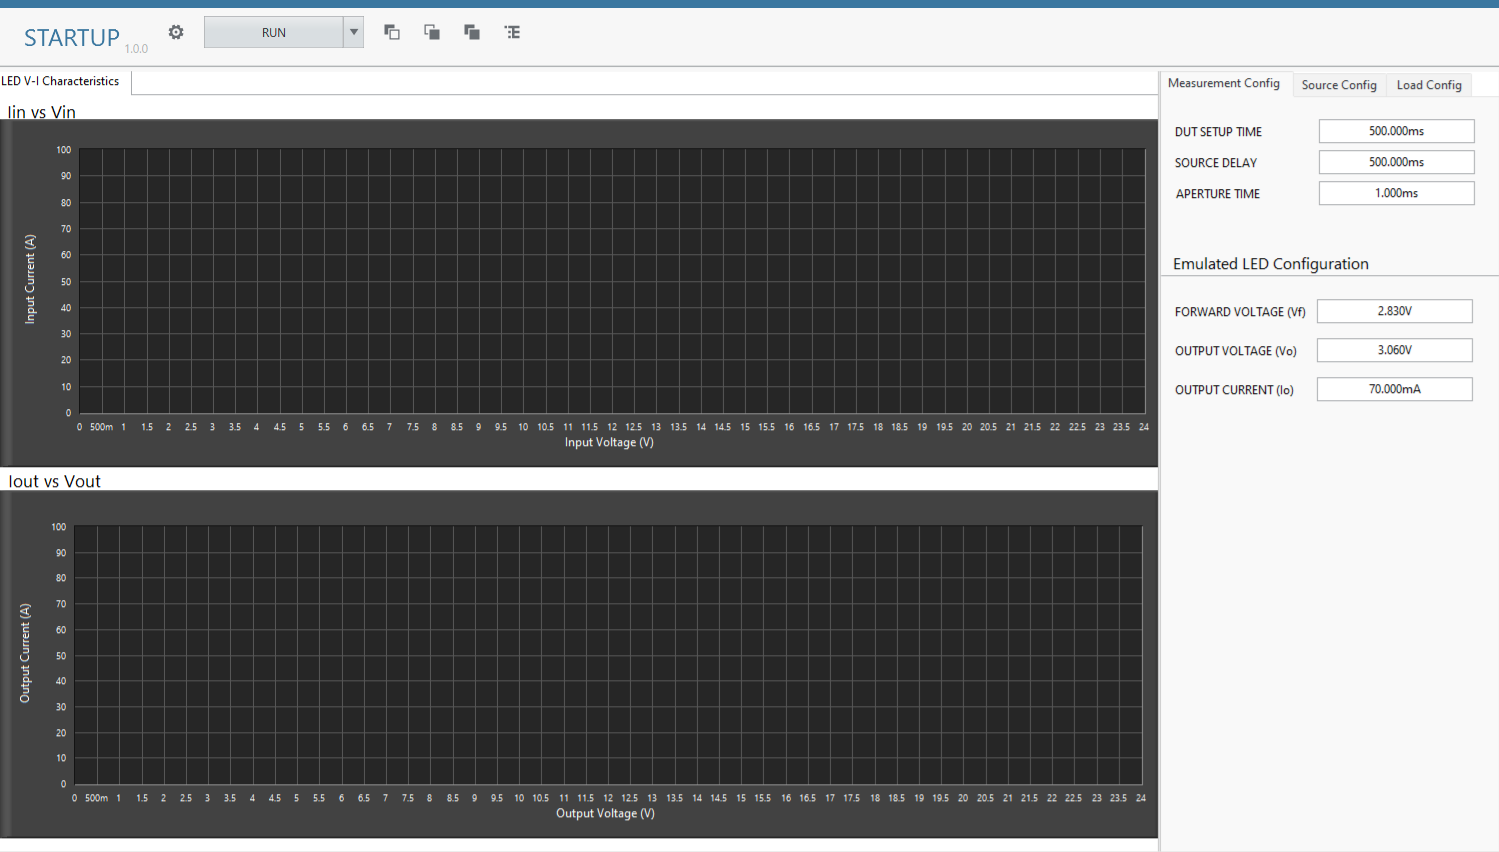 STARTUP 1.0.0 RUN
LED V-I Characteristics
Measurement Config Source Config Load Config
Iin vs Vin
100
90
80
70
60
50
40
30
20
10
0
Input Current (A)
0 500m 1 1.5 2 2.5 3 3.5 4 4.5 5 5.5 6 6.5 7 7.5 8 8.5 9 9.5 10 10.5 11 11.5 12 12.5 13 13.5 14 14.5 15 15.5 16 16.5 17 17.5 18 18.5 19 19.5 20 20.5 21 21.5 22 22.5 23 23.5 24
Input Voltage (V)
Iout vs Vout
100
90
80
70
60
50
40
30
20
10
0
Output Current (A)
0 500m 1 1.5 2 2.5 3 3.5 4 4.5 5 5.5 6 6.5 7 7.5 8 8.5 9 9.5 10 10.5 11 11.5 12 12.5 13 13.5 14 14.5 15 15.5 16 16.5 17 17.5 18 18.5 19 19.5 20 20.5 21 21.5 22 22.5 23 23.5 24
Output Voltage (V)
DUT SETUP TIME 500.000ms
SOURCE DELAY 500.000ms
APERTURE TIME 1.000ms
Emulated LED Configuration
FORWARD VOLTAGE (Vf) 2.830V
OUTPUT VOLTAGE (Vo) 3.060V
OUTPUT CURRENT (Io) 70.000mA